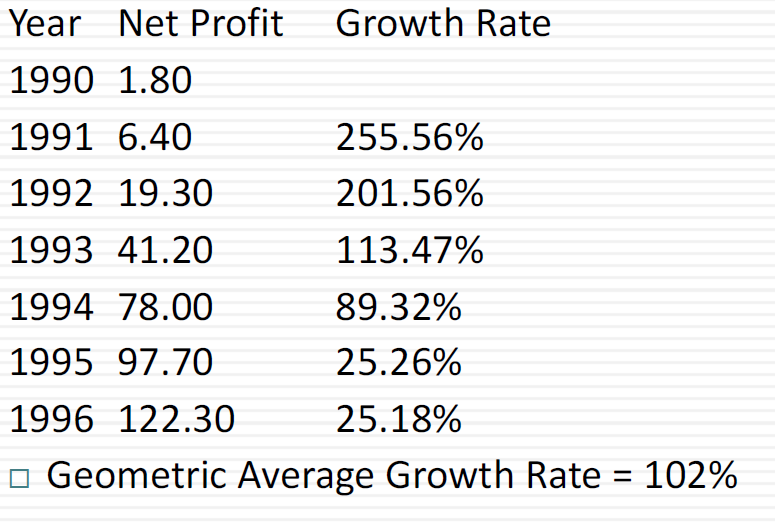 Year Net Profit Growth Rate
1990 1.80
1991 6.40 255.56%
1992 19.30 201.56%
1993 41.20 113.47%
1994 78.00 89.32%
1995 97.70 25.26%
1996 122.30 25.18%
Geometric Average Growth Rate = 102%